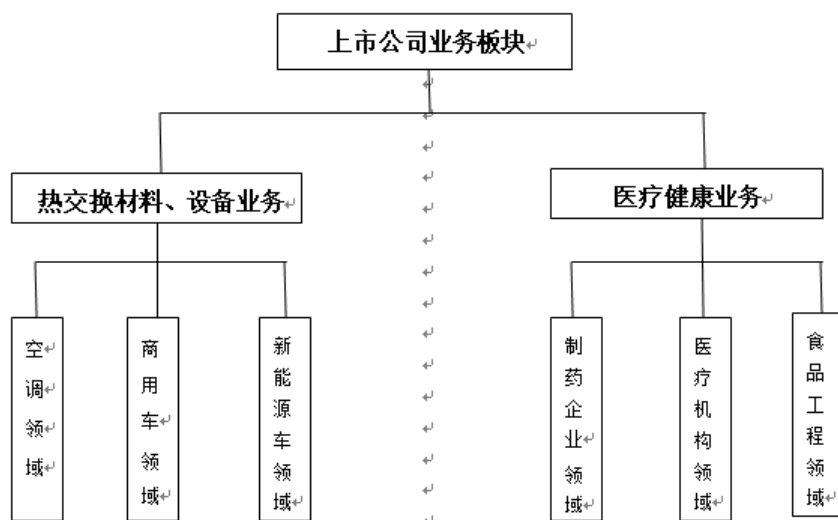 上市公司业务板块
热交换材料、设备业务
医疗健康业务
空调领域
商用车领域
新能源车领域
制药企业领域
医疗机构领域
食品工程领域